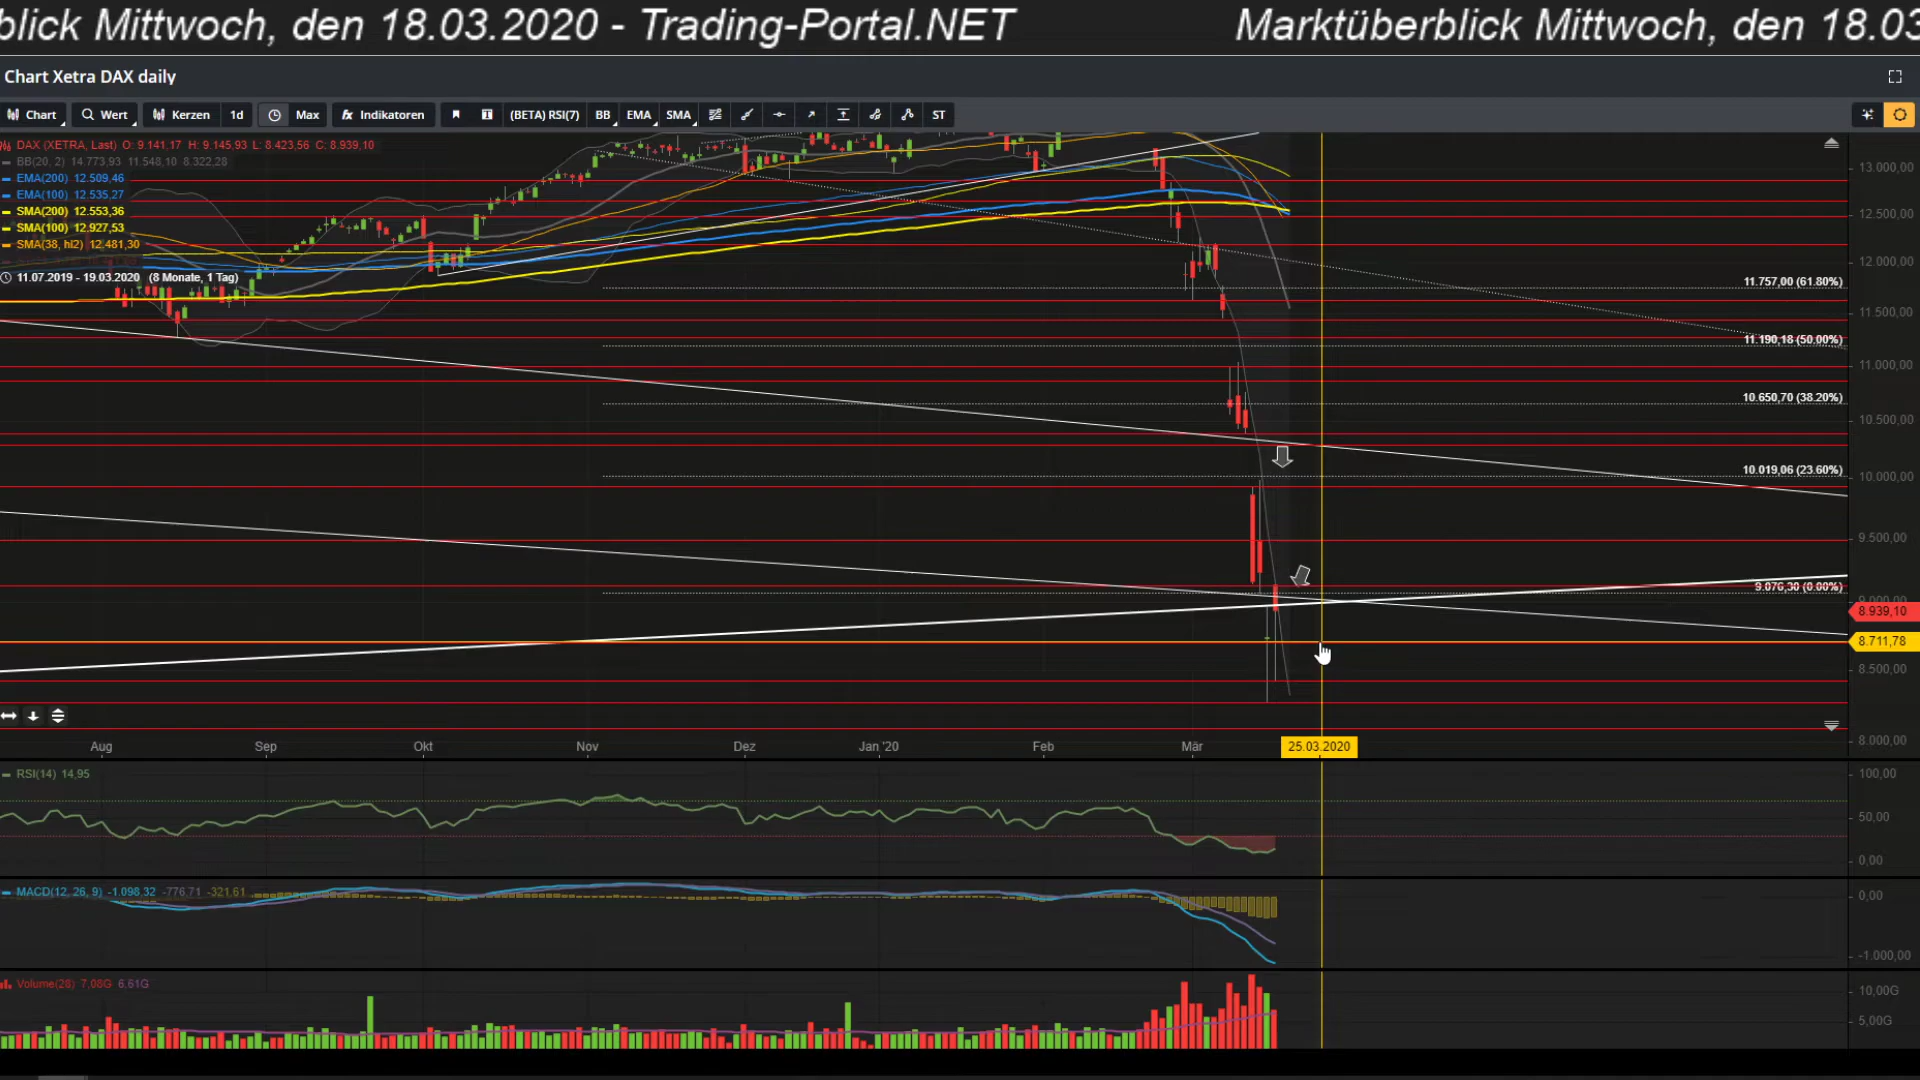 blick Mittwoch, den 18.03.2020 - Trading-Portal.NET Marktüberblick Mittwoch, den 18.03
Chart Xetra DAX daily
Chart Wert Kerzen 1d Max fx Indikatoren (BETA) RSI(7) BB EMA SMA ST
DAX (XETRA, Last) O: 9.141,17 H: 9.145,93 L: 8.423,56 C: 8.939,10
BB(20, 2) 14.773,93 11.548,10 8.322,28
EMA(200) 12.509,46
EMA(100) 12.535,27
SMA(200) 12.553,36
SMA(100) 12.927,53
SMA(38, hl2) 12.481,30
11.07.2019 - 19.03.2020 (8 Monate, 1 Tag)
13.000,00
12.500,00
12.000,00
11.757,00 (61.80%)
11.500,00
11.190,18 (50.00%)
11.000,00
10.650,70 (38.20%)
10.500,00
10.019,06 (23.60%)
10.000,00
9.500,00
9.076,30 (0.00%)
9.000,00
8.939,10
8.711,78
8.500,00
8.000,00
Aug Sep Okt Nov Dez Jan '20 Feb Mär 25.03.2020
RSI(14) 14,95
100,00
50,00
0,00
MACD(12, 26, 9) -1.098,32 -776,71 -321,61
0,00
-1.000,00
Volume(28) 7,08G 6,61G
10,00G
5,00G